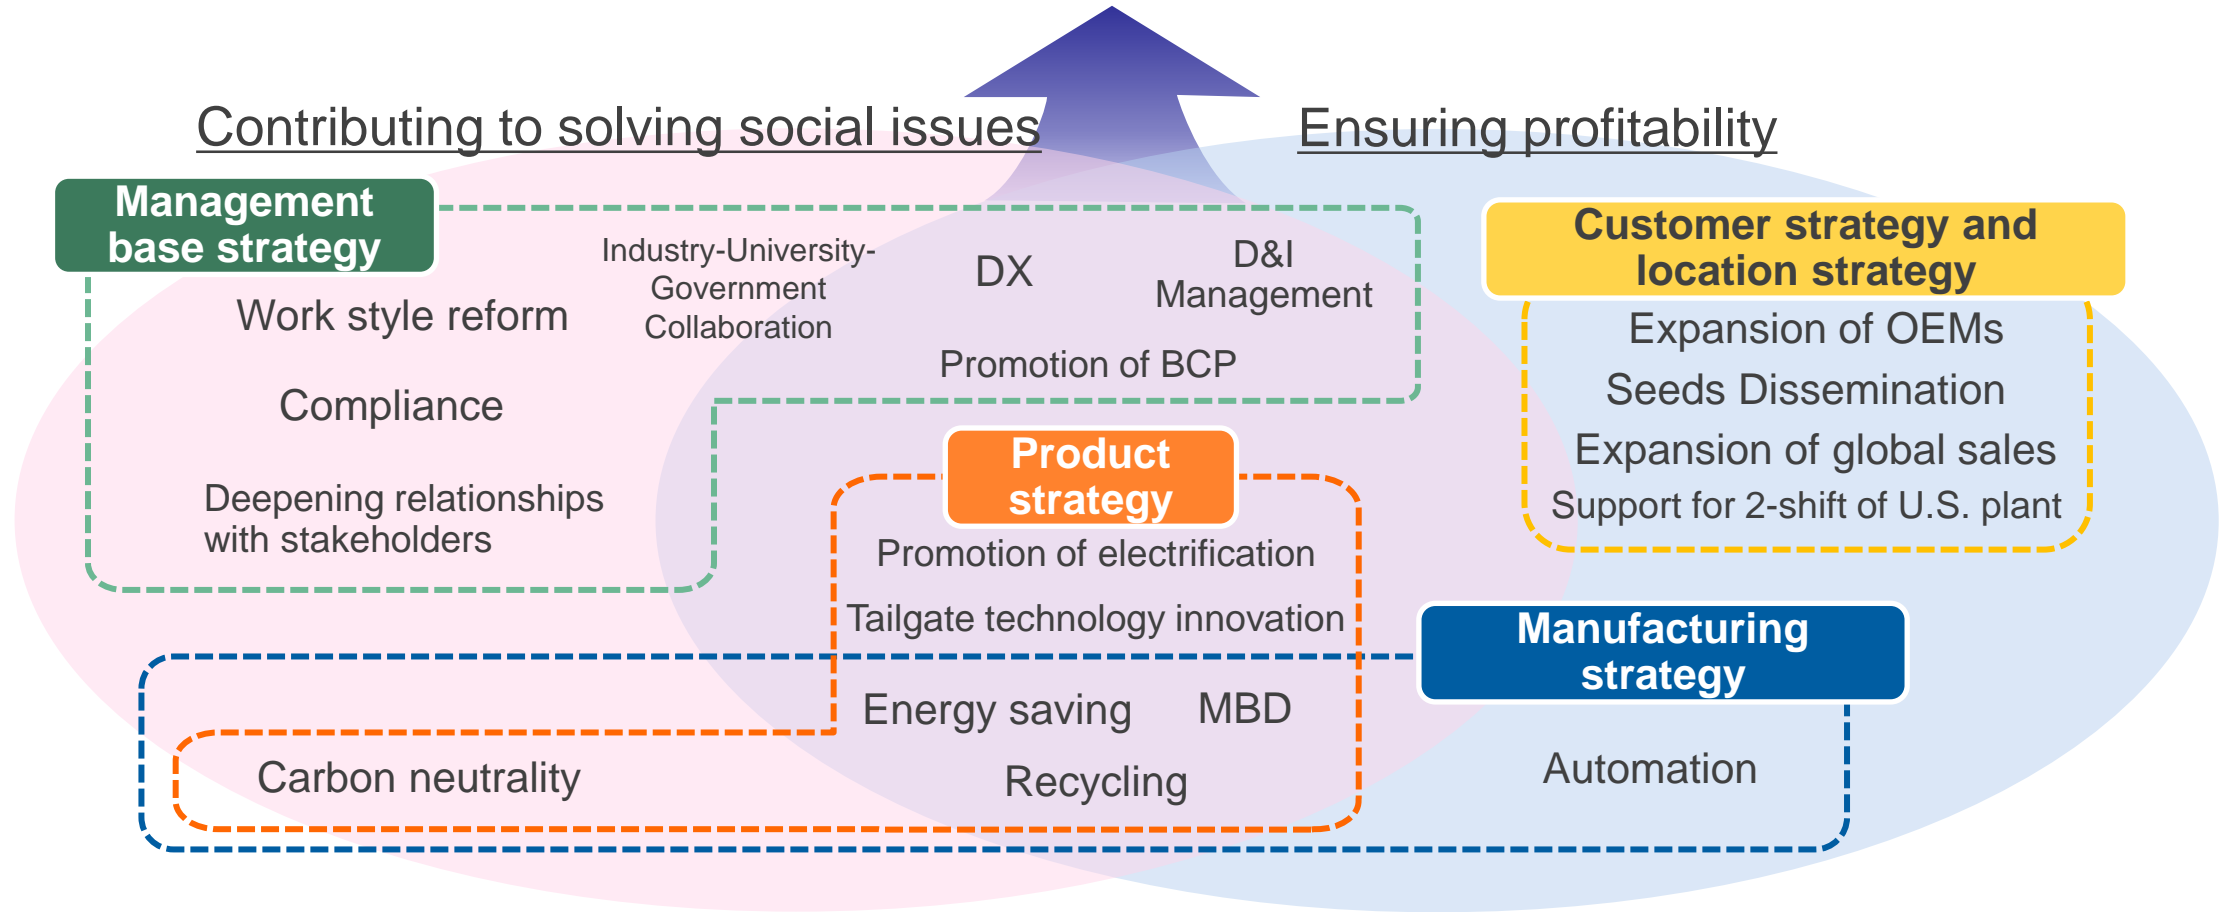 Contributing to solving social issues
Ensuring profitability
Management
base strategy
Industry-University-
Government
Collaboration
DX
D&I
Management
Work style reform
Promotion of BCP
Compliance
Deepening relationships
with stakeholders
Customer strategy and
location strategy
Expansion of OEMs
Seeds Dissemination
Expansion of global sales
Support for 2-shift of U.S. plant
Product
strategy
Promotion of electrification
Tailgate technology innovation
Manufacturing
strategy
Energy saving
MBD
Carbon neutrality
Recycling
Automation